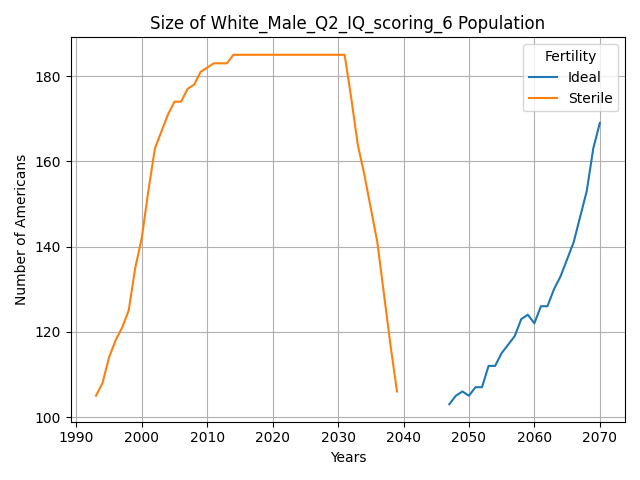 Size of White_Male_Q2_IQ_scoring_6 Population
Fertility
Ideal
Sterile
Number of Americans
180
160
140
120
100
1990
2000
2010
2020
2030
2040
2050
2060
2070
Years